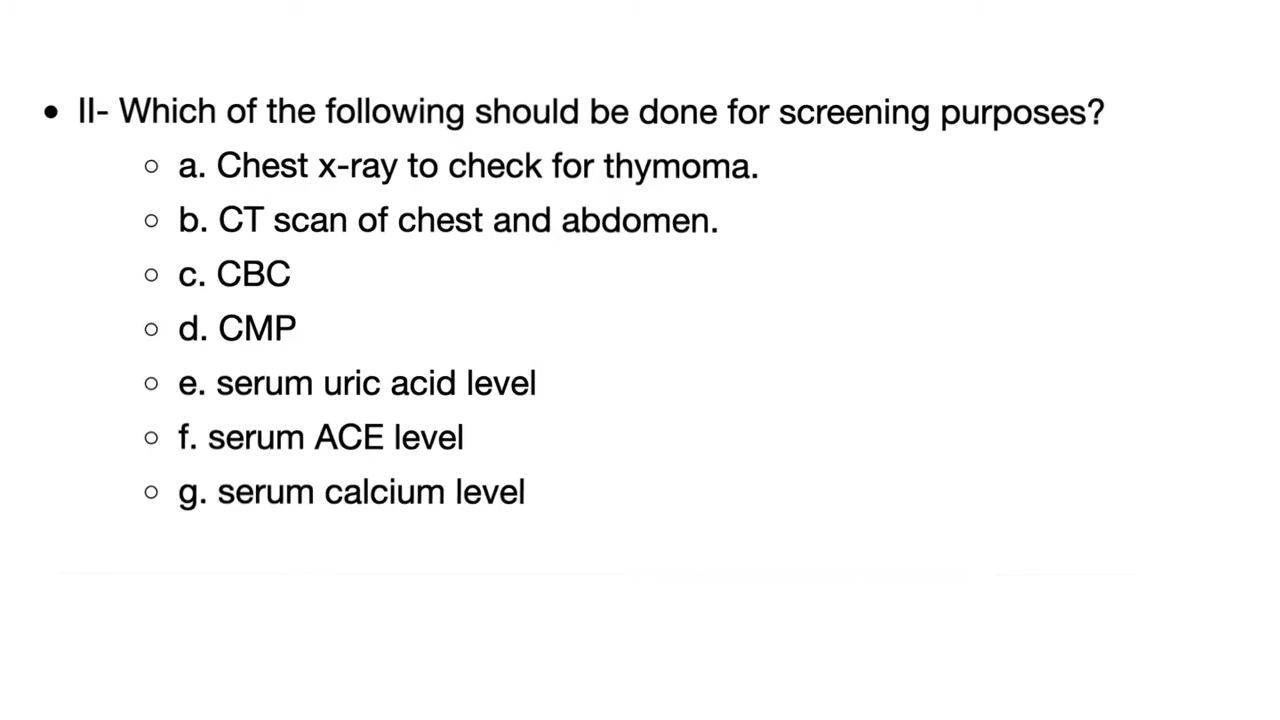 • II- Which of the following should be done for screening purposes?
○ a. Chest x-ray to check for thymoma.
○ b. CT scan of chest and abdomen.
○ c. CBC
○ d. CMP
○ e. serum uric acid level
○ f. serum ACE level
○ g. serum calcium level